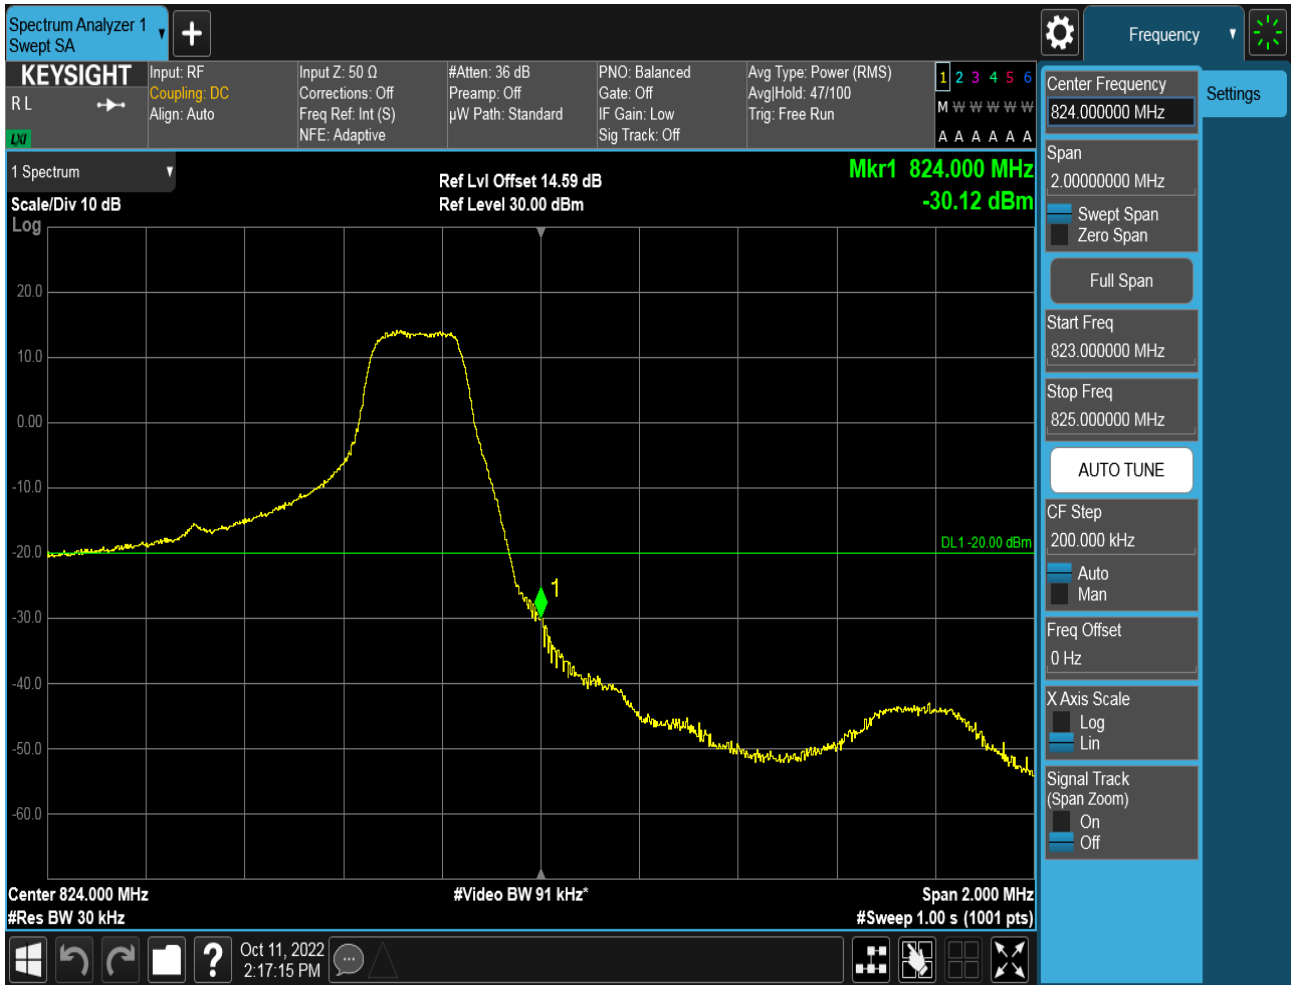 Spectrum Analyzer 1
Swept SA
Frequency
KEYSIGHT
R L
LXI
Input: RF
Coupling: DC
Align: Auto
Input Z: 50 Ω
Corrections: Off
Freq Ref: Int (S)
NFE: Adaptive
#Atten: 36 dB
Preamp: Off
µW Path: Standard
PNO: Balanced
Gate: Off
IF Gain: Low
Sig Track: Off
Avg Type: Power (RMS)
Avg|Hold: 47/100
Trig: Free Run
1 2 3 4 5 6
M W W W W W
A A A A A A
1 Spectrum
Scale/Div 10 dB
Log
Ref Lvl Offset 14.59 dB
Ref Level 30.00 dBm
Mkr1 824.000 MHz
-30.12 dBm
20.0
10.0
0.00
-10.0
-20.0
-30.0
-40.0
-50.0
-60.0
DL1 -20.00 dBm
1
Center 824.000 MHz
#Res BW 30 kHz
#Video BW 91 kHz*
Span 2.000 MHz
#Sweep 1.00 s (1001 pts)
?
Oct 11, 2022
2:17:15 PM
Center Frequency
824.000000 MHz
Settings
Span
2.00000000 MHz
Swept Span
Zero Span
Full Span
Start Freq
823.000000 MHz
Stop Freq
825.000000 MHz
AUTO TUNE
CF Step
200.000 kHz
Auto
Man
Freq Offset
0 Hz
X Axis Scale
Log
Lin
Signal Track
(Span Zoom)
On
Off